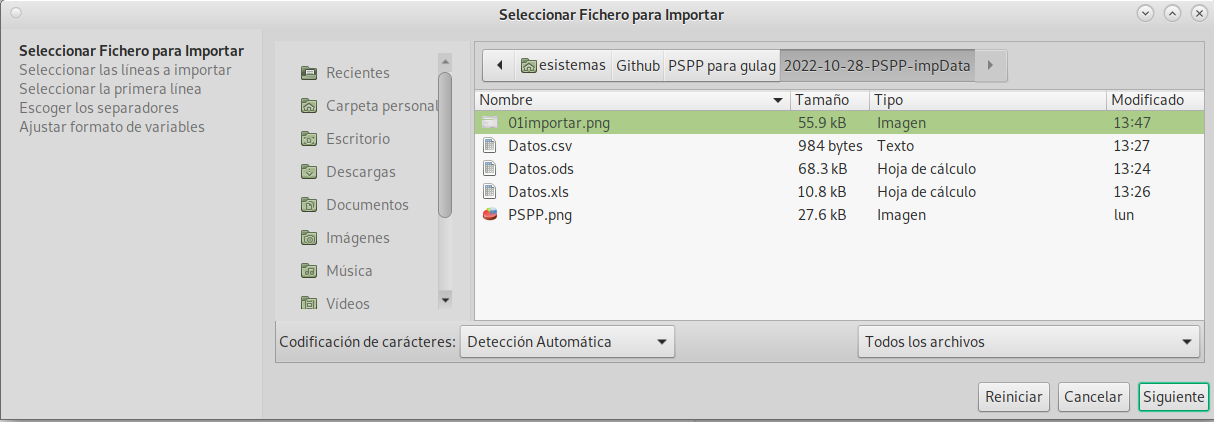 Seleccionar Fichero para Importar
Seleccionar Fichero para Importar
Seleccionar las líneas a importar
Seleccionar la primera línea
Escoger los separadores
Ajustar formato de variables
Recientes
Carpeta personal
Escritorio
Descargas
Documentos
Imágenes
Música
Vídeos
esistemas Github PSPP para gulag 2022-10-28-PSPP-impData
Nombre Tamaño Tipo Modificado
01importar.png 55.9 kB Imagen 13:47
Datos.csv 984 bytes Texto 13:27
Datos.ods 68.3 kB Hoja de cálculo 13:24
Datos.xls 10.8 kB Hoja de cálculo 13:26
PSPP.png 27.6 kB Imagen lun
Codificación de carácteres: Detección Automática Todos los archivos
Reiniciar Cancelar Siguiente